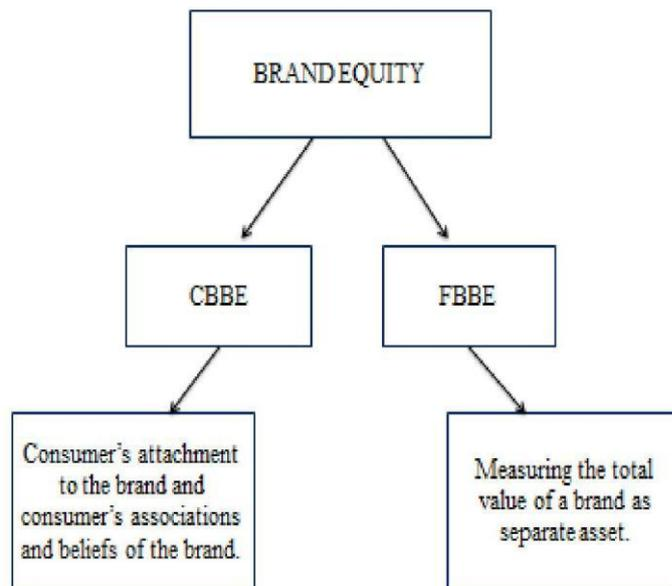 BRAND EQUITY
CBBE
FBBE
Consumer's attachment
to the brand and
consumer's associations
and beliefs of the brand.
Measuring the total
value of a brand as
separate asset.